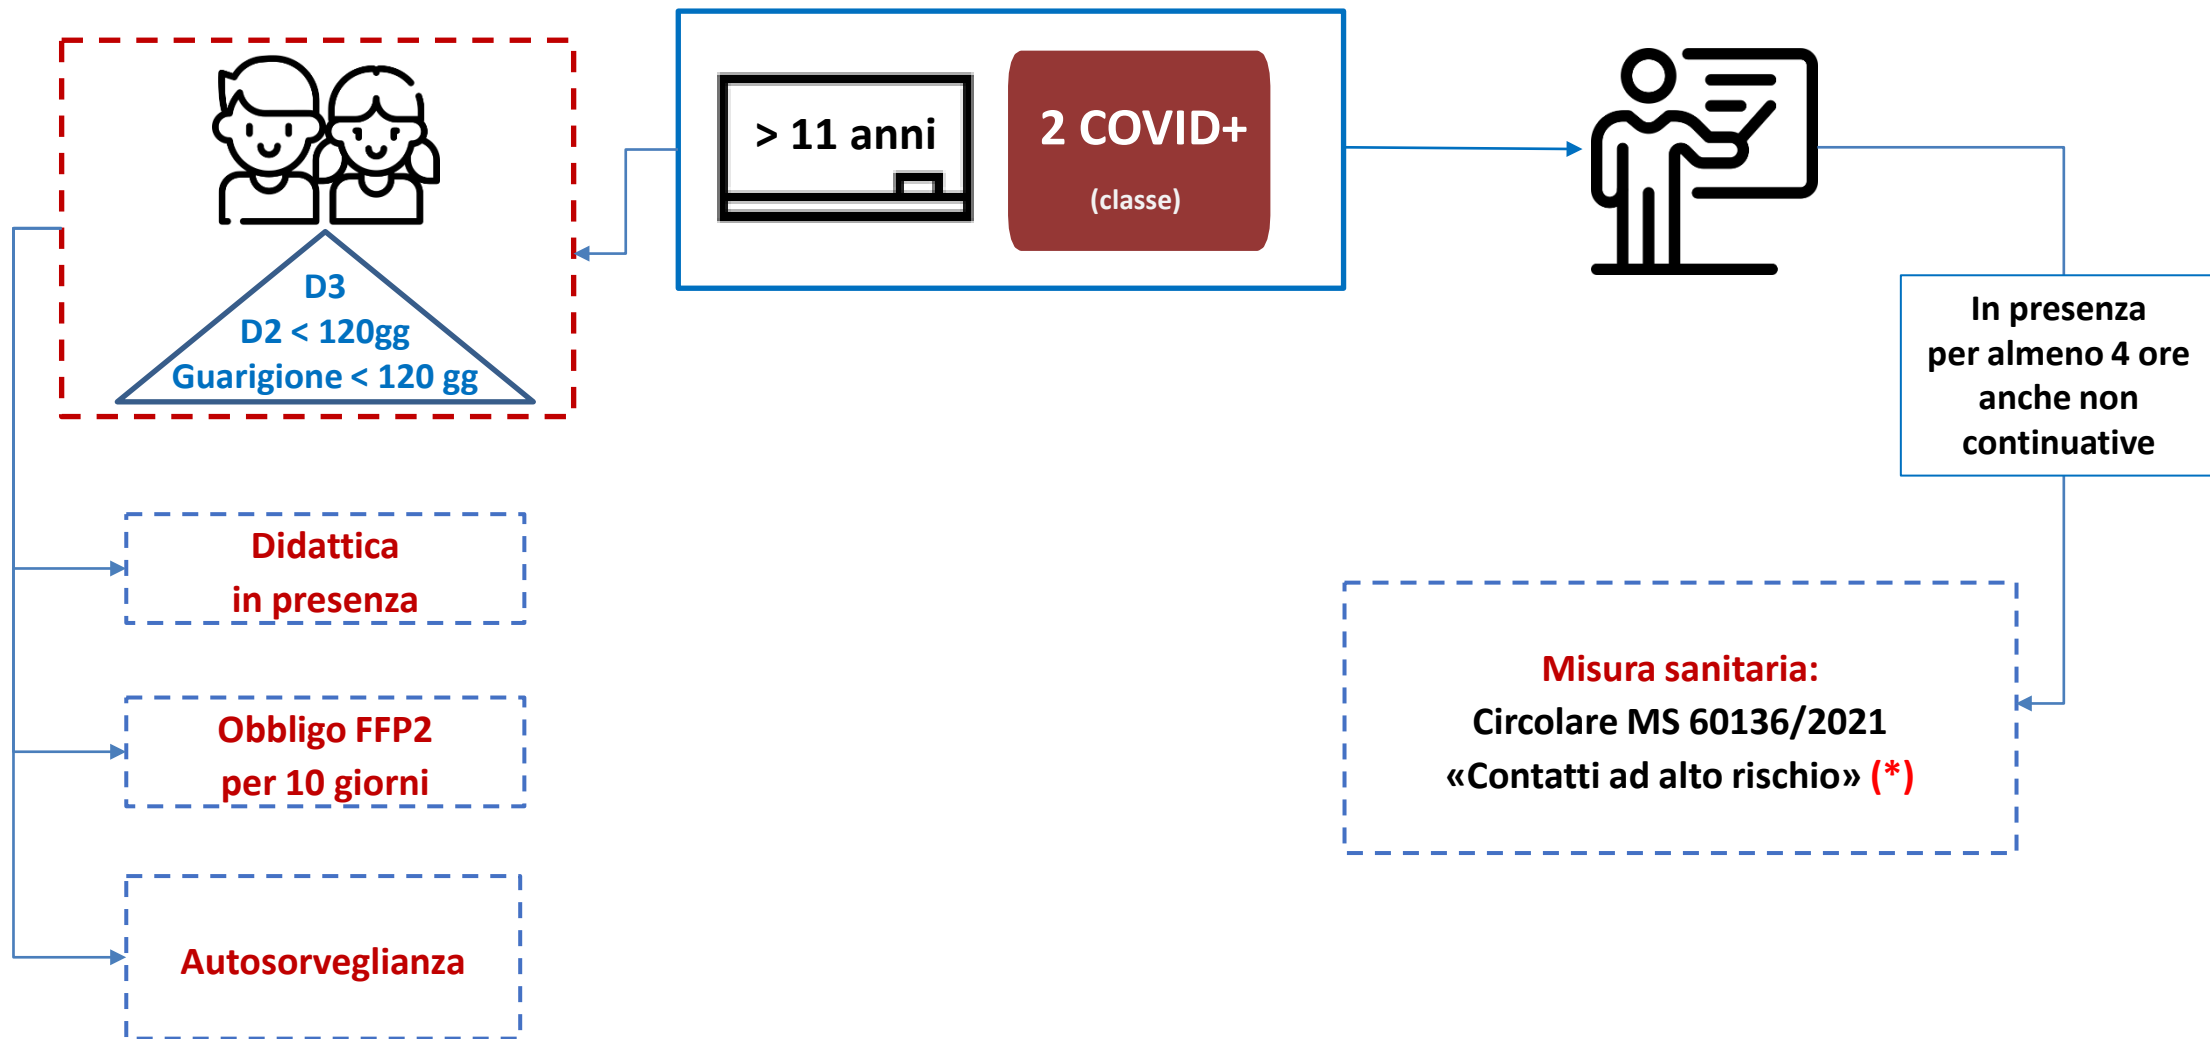 > 11 anni
2 COVID+
(classe)
D3
D2 < 120gg
Guarigione < 120 gg
In presenza
per almeno 4 ore
anche non
continuative
Didattica
in presenza
Obbligo FFP2
per 10 giorni
Autosorveglianza
Misura sanitaria:
Circolare MS 60136/2021
«Contatti ad alto rischio» (*)